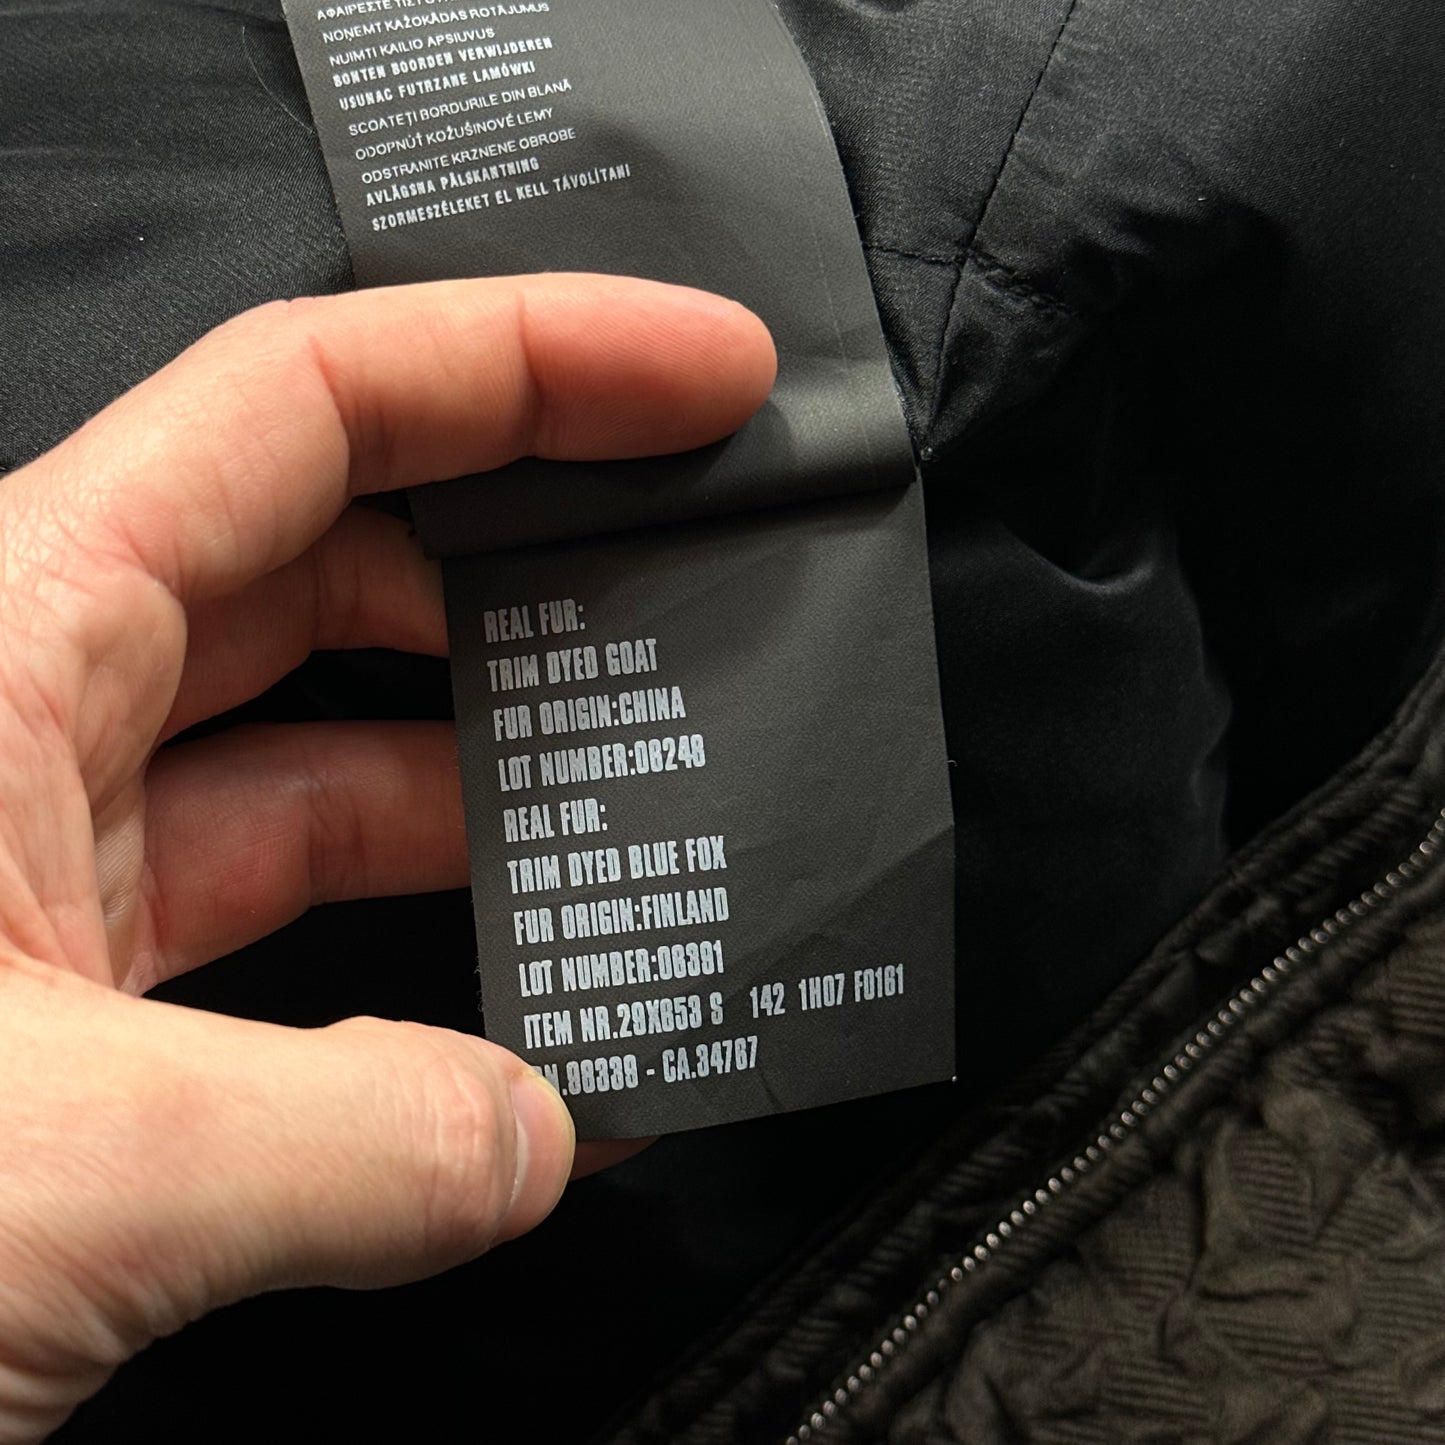 ΑΦΑΙΡΕΣΤΕ
NOŅEMT KAŽOKĀDAS ROTĀJUMUS
NUIMTI KAILIO APSIUVUS
BONTEN BOORDEN VERWIJDEREN
USUNAC FUTRZANE LAMÓWKI
SCOATEȚI BORDURILE DIN BLANĂ
ODOPNÚŤ KOŽUŠINOVÉ LEMY
ODSTRANITE KRZNENE OBROBE
AVLÄGSNA PÄLSKANTNING
SZORMESZÉLEKET EL KELL TÁVOLÍTANI
REAL FUR:
TRIM DYED GOAT
FUR ORIGIN:CHINA
LOT NUMBER:08248
REAL FUR:
TRIM DYED BLUE FOX
FUR ORIGIN:FINLAND
LOT NUMBER:08391
ITEM NR.29X653 S 142 1H07 F0161
.98339 - CA.34787